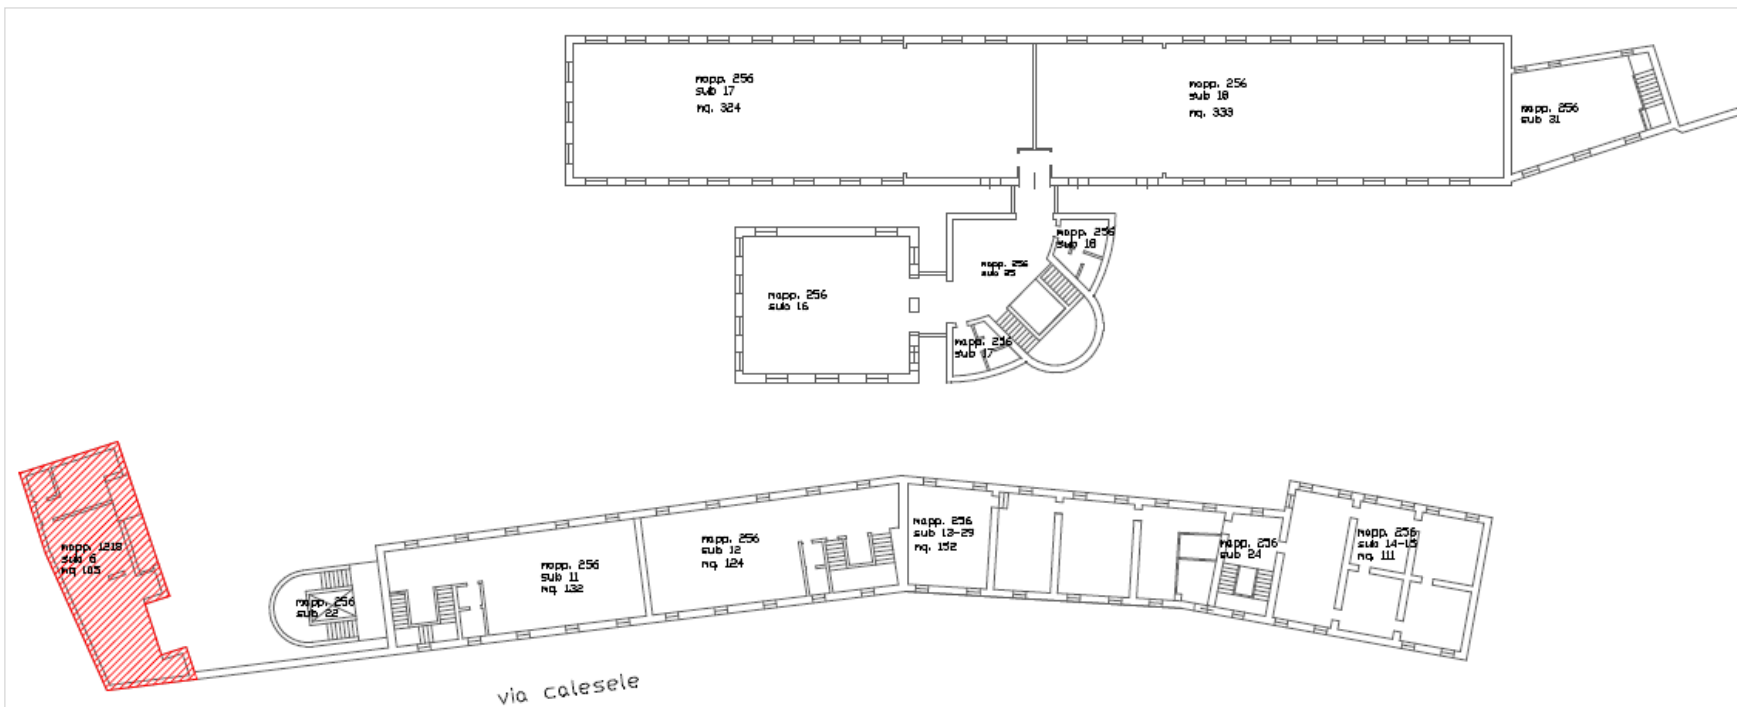 mapp. 256
sub 17
mq. 324
mapp. 256
sub 18
mq. 333
mapp. 256
sub 31
mapp. 256
sub 18
mapp. 256
sub 25
mapp. 256
sub 16
mapp. 256
sub 17
mapp. 1218
sub 6
mq 105
mapp. 256
sub 22
mapp. 256
sub 11
mq. 132
mapp. 256
sub 12
mq. 124
mapp. 256
sub 13-29
mq. 152
mapp. 256
sub 24
mapp. 256
sub 14-15
mq. 111
via calesele